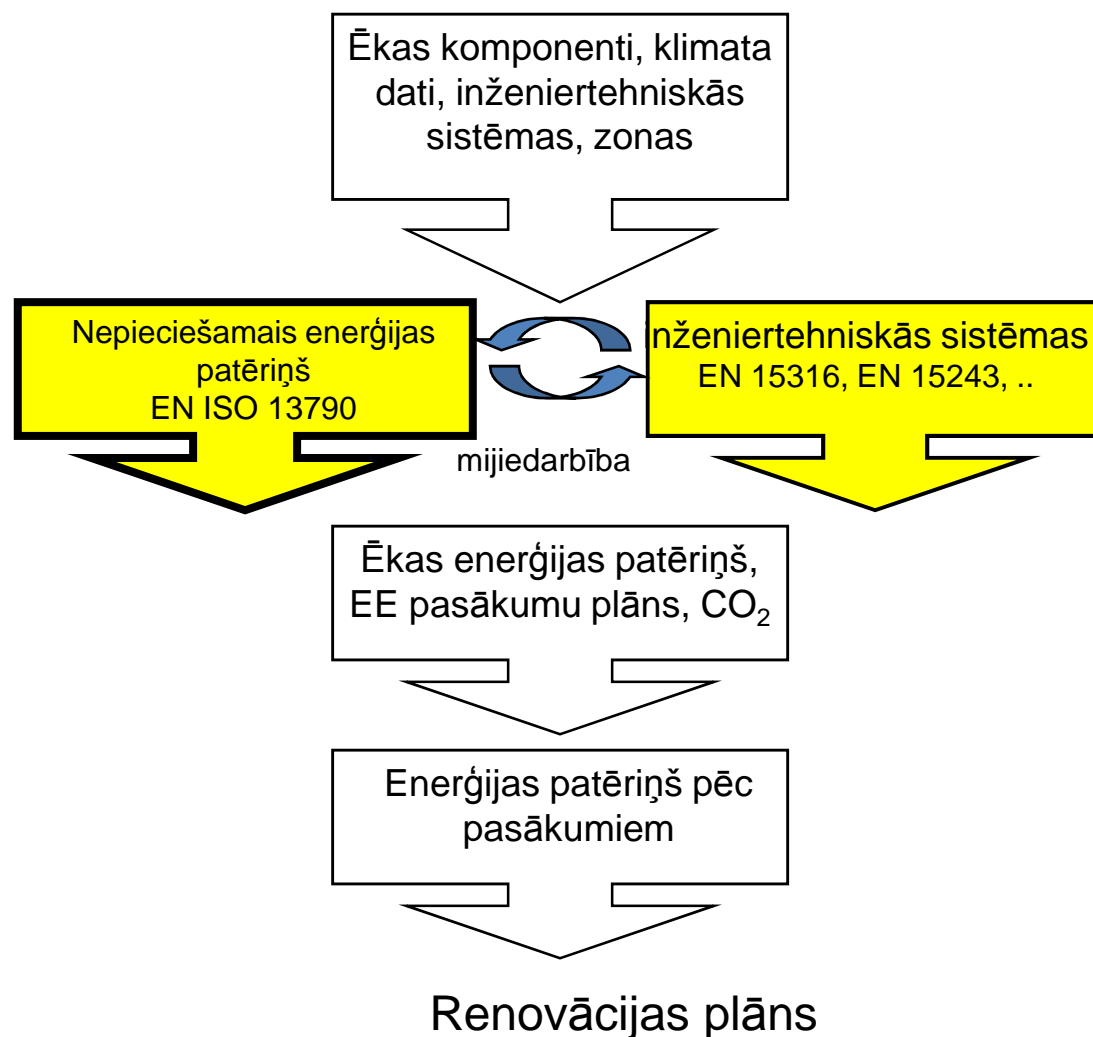 Ēkas komponenti, klimata
dati, inženiertehniskās
sistēmas, zonas
Nepieciešamais enerģijas
patēriņš
EN ISO 13790
inženiertehniskās sistēmas
EN 15316, EN 15243, ..
mijiedarbība
Ēkas enerģijas patēriņš,
EE pasākumu plāns, CO₂
Enerģijas patēriņš pēc
pasākumiem
Renovācijas plāns